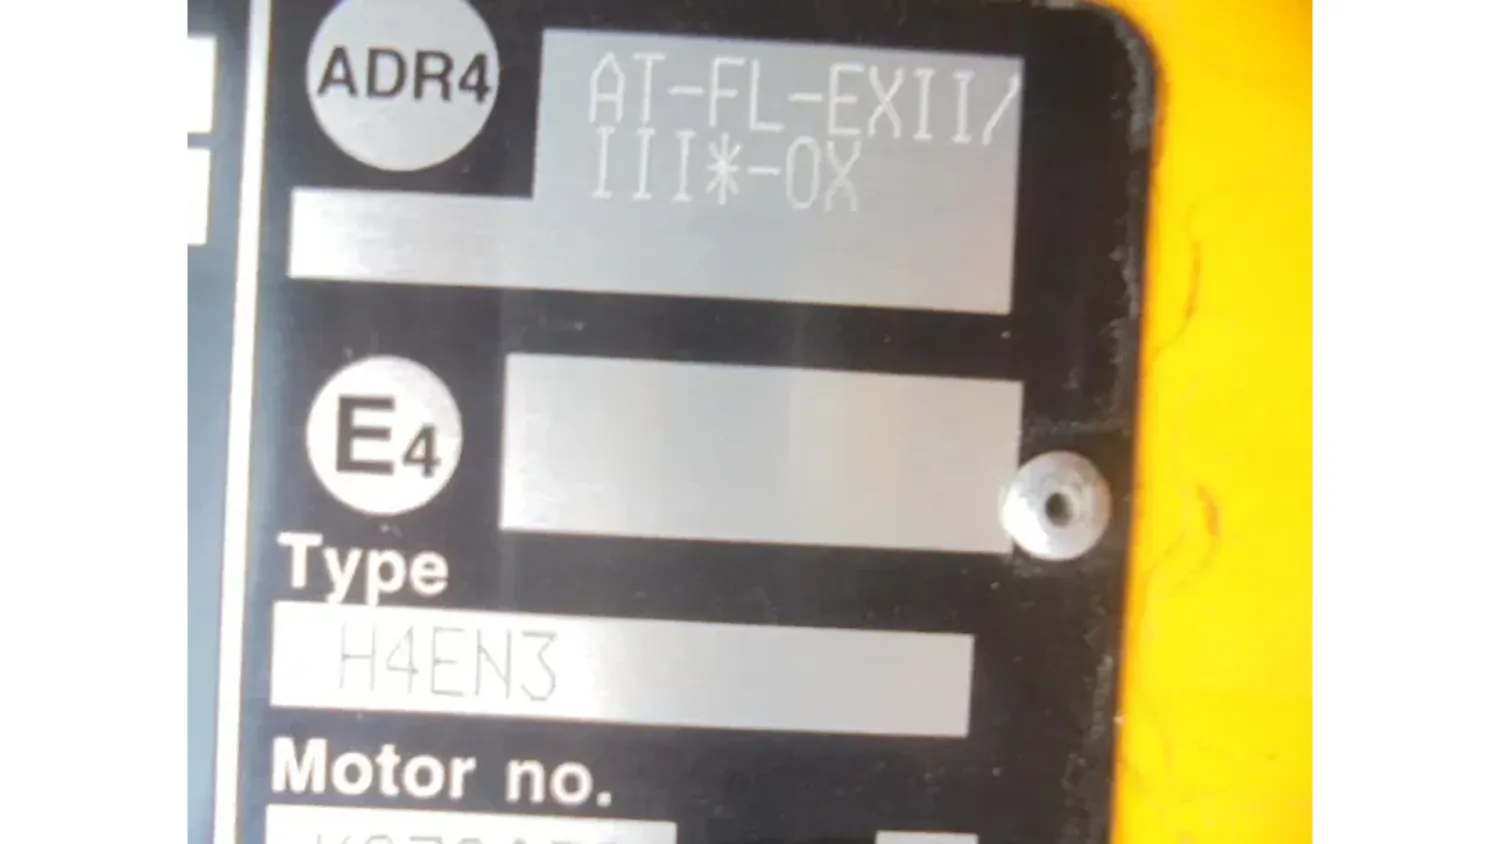 ADR4
AT-FL-EXII/
III*-OX
E4
Type
H4EN3
Motor no.